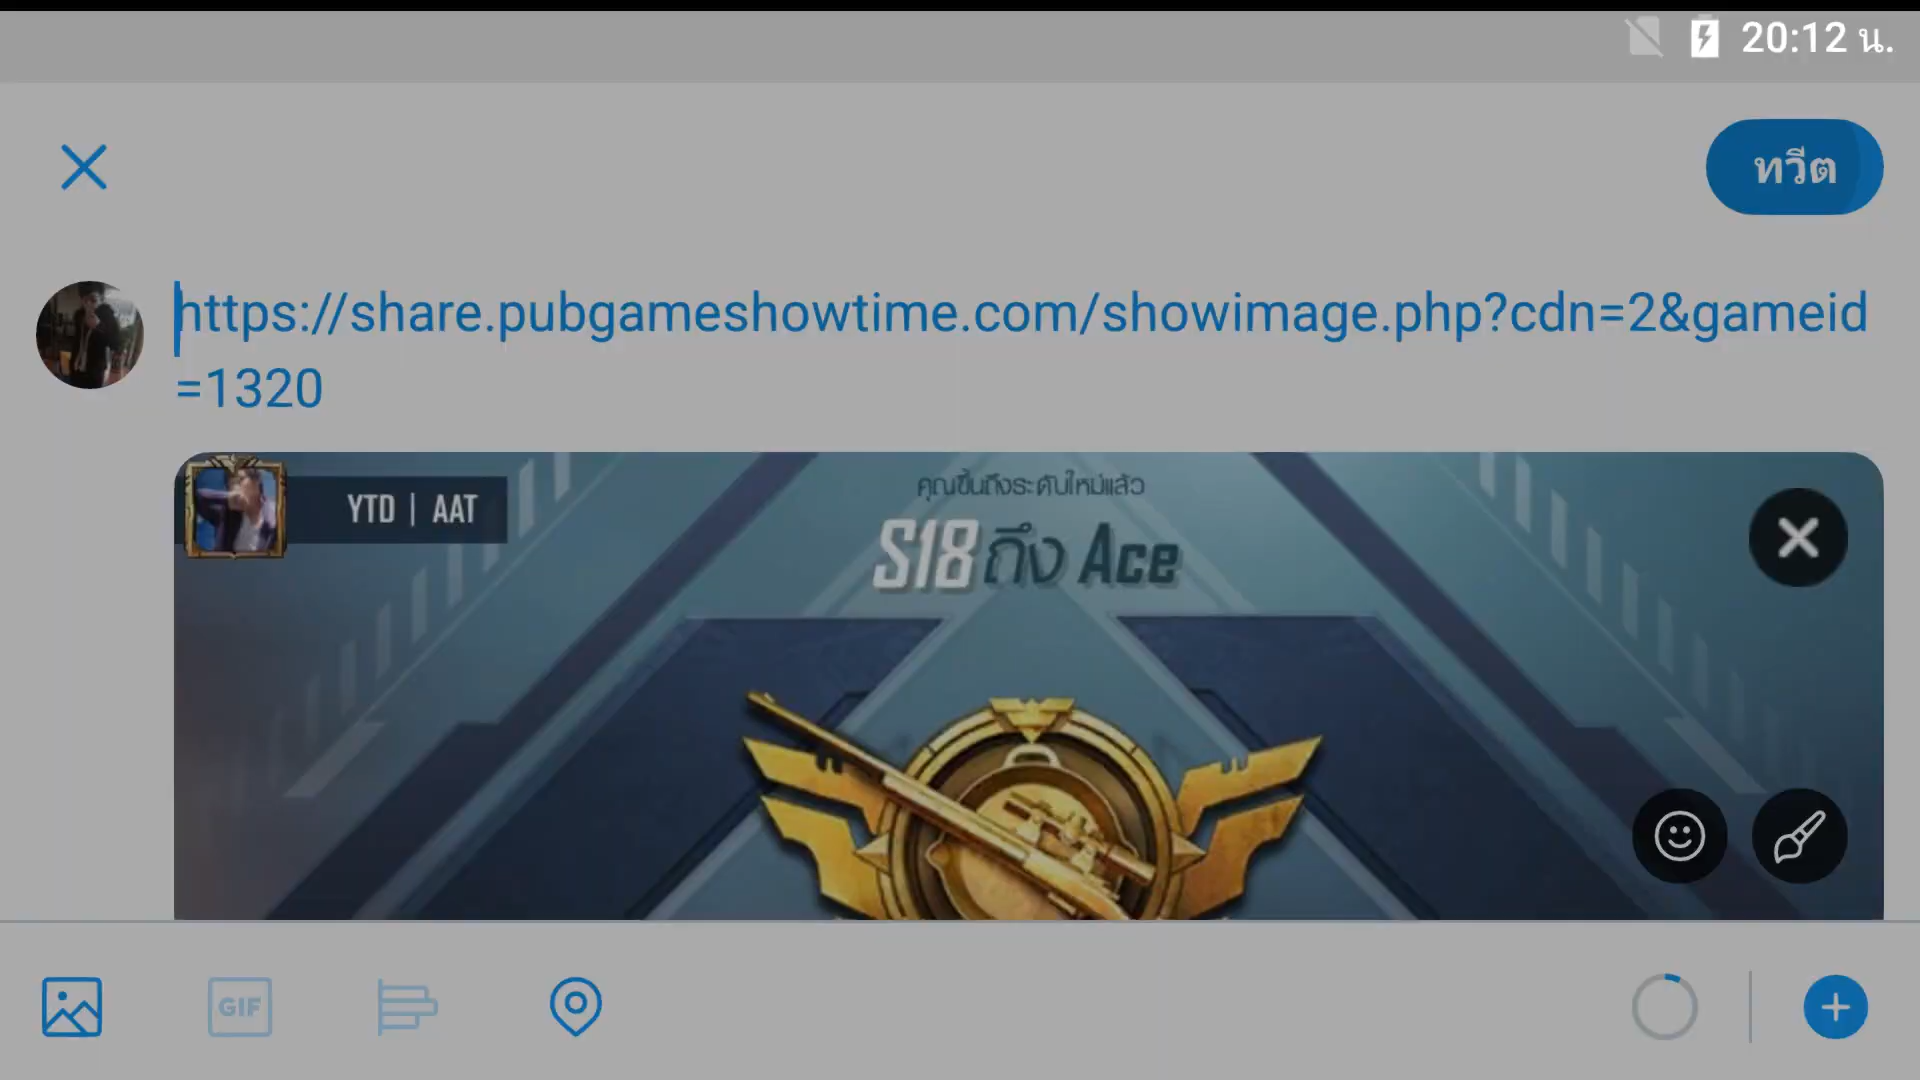 20:12 น.
ทวีต
https://share.pubgameshowtime.com/showimage.php?cdn=2&gameid
=1320
YTD | AAT
คุณขึ้นถึงระดับใหม่แล้ว
S18 ถึง Ace
GIF